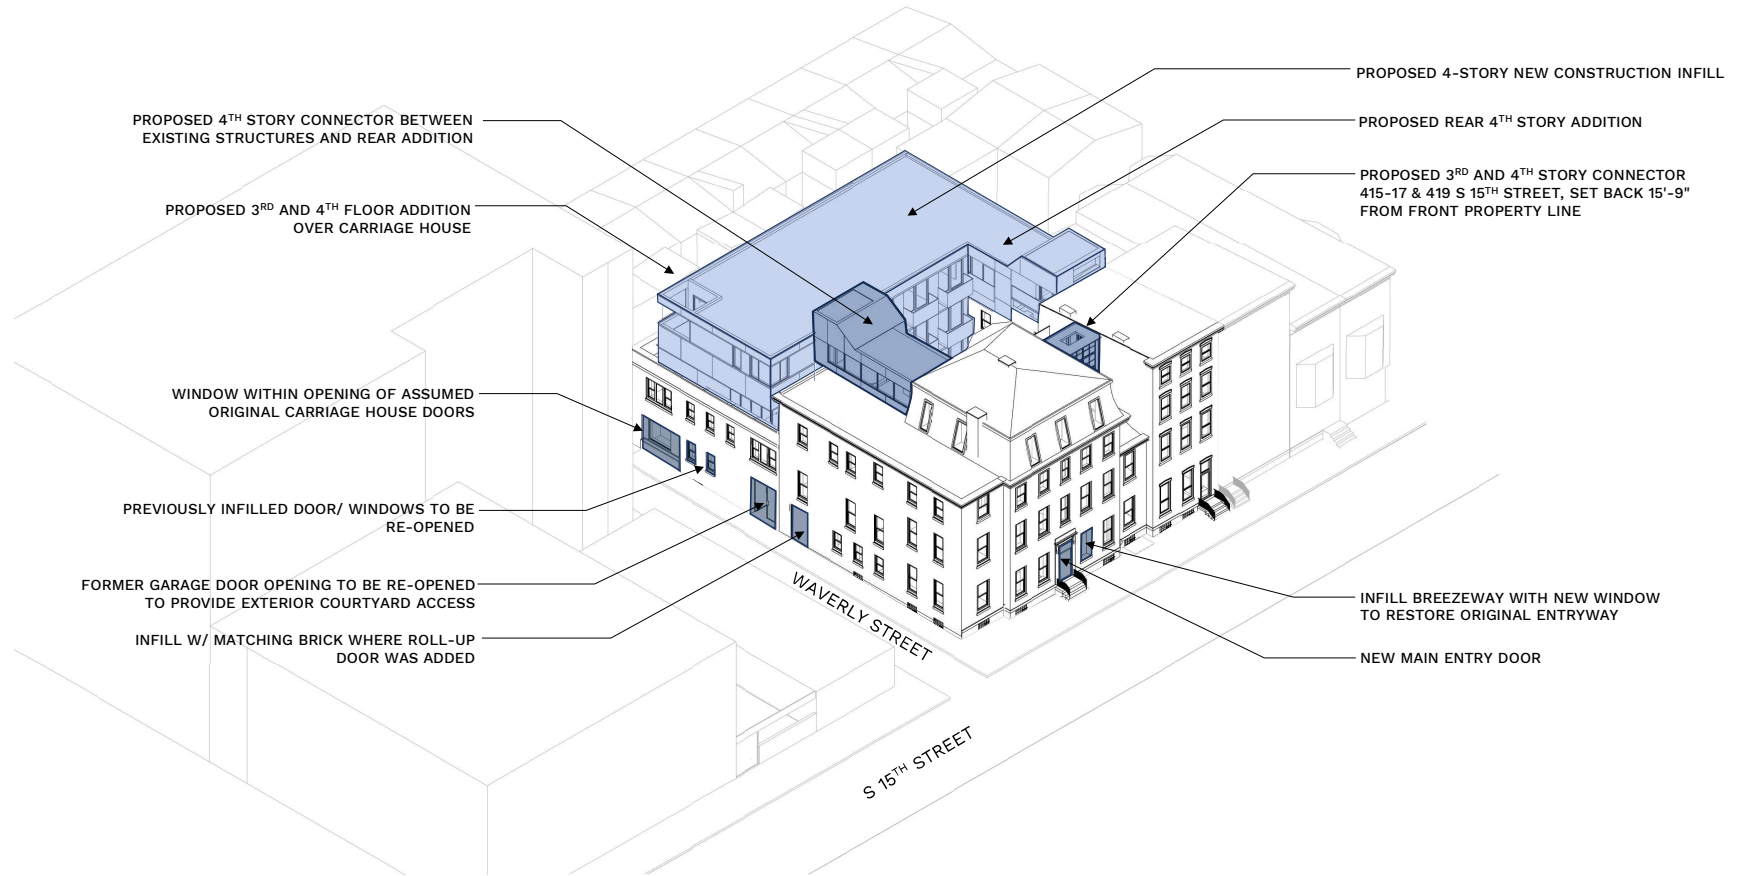 PROPOSED 4TH STORY CONNECTOR BETWEEN
EXISTING STRUCTURES AND REAR ADDITION
PROPOSED 3RD AND 4TH FLOOR ADDITION
OVER CARRIAGE HOUSE
WINDOW WITHIN OPENING OF ASSUMED
ORIGINAL CARRIAGE HOUSE DOORS
PREVIOUSLY INFILLED DOOR/ WINDOWS TO BE
RE-OPENED
FORMER GARAGE DOOR OPENING TO BE RE-OPENED
TO PROVIDE EXTERIOR COURTYARD ACCESS
INFILL W/ MATCHING BRICK WHERE ROLL-UP
DOOR WAS ADDED
PROPOSED 4-STORY NEW CONSTRUCTION INFILL
PROPOSED REAR 4TH STORY ADDITION
PROPOSED 3RD AND 4TH STORY CONNECTOR
415-17 & 419 S 15TH STREET, SET BACK 15'-9"
FROM FRONT PROPERTY LINE
INFILL BREEZEWAY WITH NEW WINDOW
TO RESTORE ORIGINAL ENTRYWAY
NEW MAIN ENTRY DOOR
WAVERLY STREET
S 15TH STREET